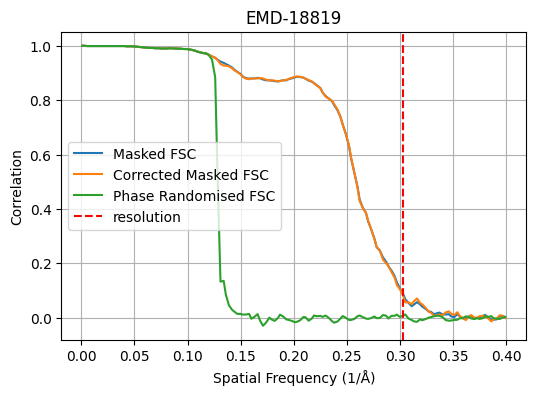 EMD-18819
1.0
0.8
0.6
0.4
0.2
0.0
Correlation
Masked FSC
Corrected Masked FSC
Phase Randomised FSC
resolution
0.00 0.05 0.10 0.15 0.20 0.25 0.30 0.35 0.40
Spatial Frequency (1/Å)